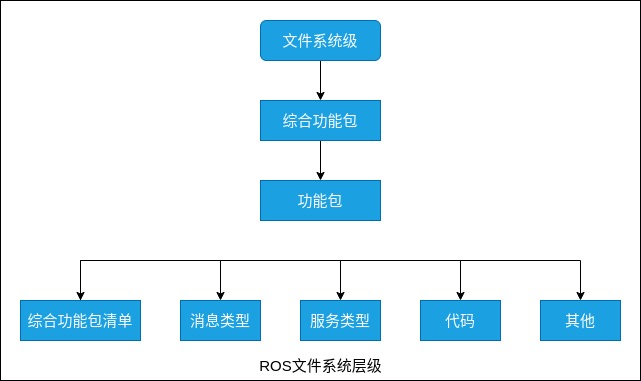 文件系统级
综合功能包
功能包
综合功能包清单
消息类型
服务类型
代码
其他
ROS文件系统层级